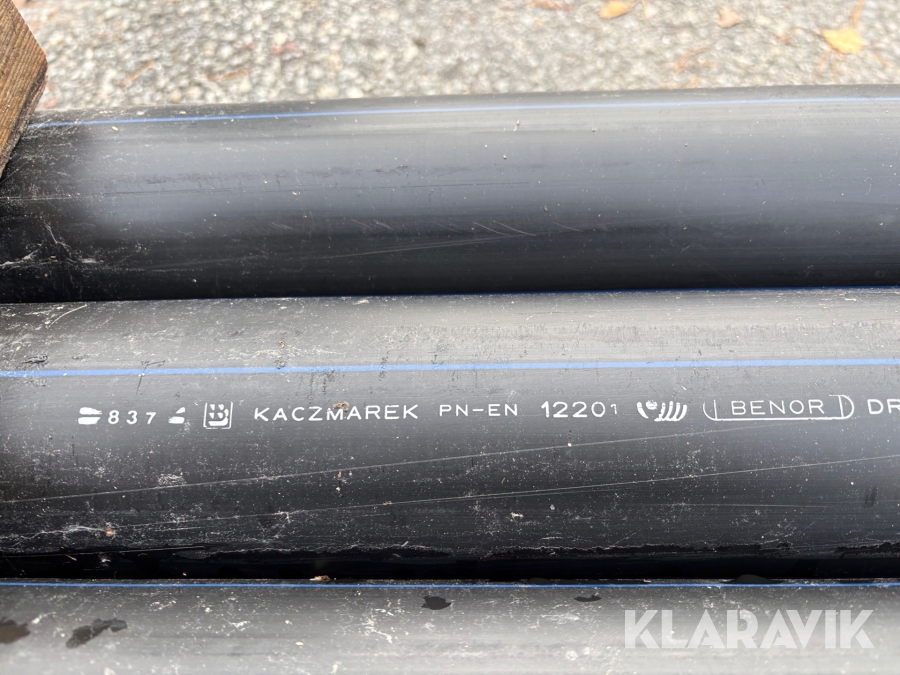 837 KACZMAREK PN-EN 12201 BENOR DR
KLARAVIK